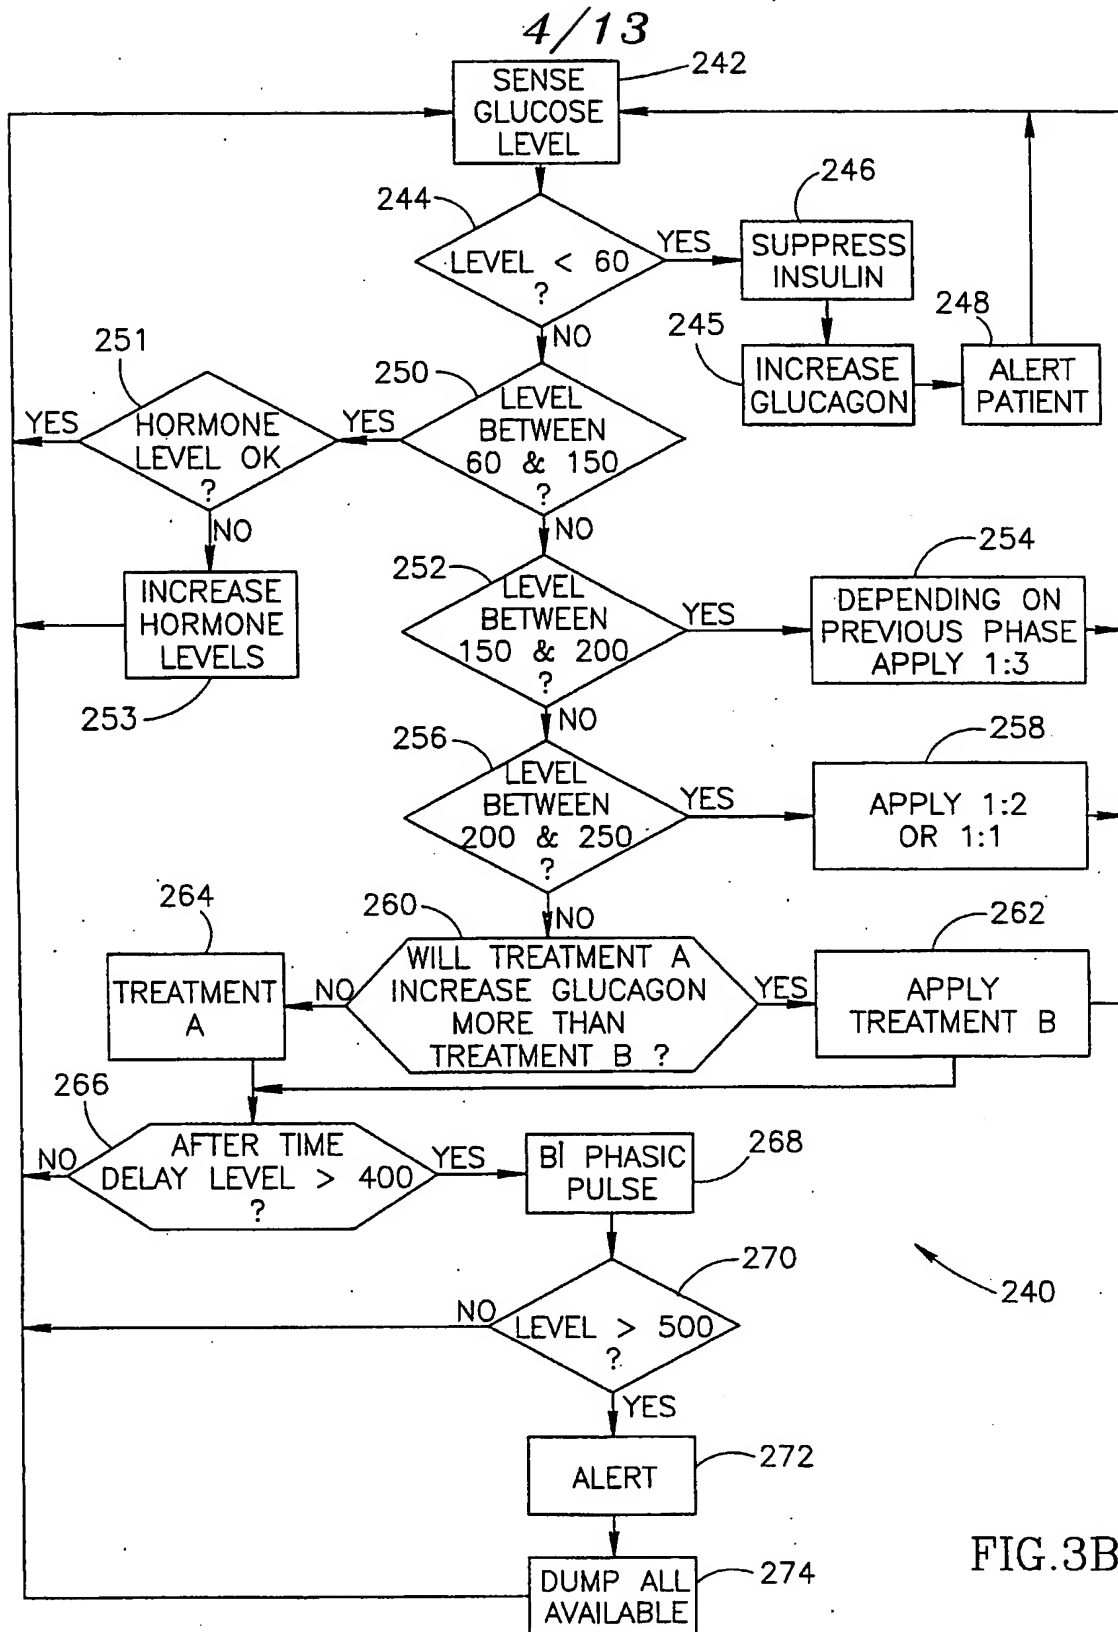 4/13
SENSE
GLUCOSE
LEVEL
242
244
LEVEL < 60
?
YES
NO
246
SUPPRESS
INSULIN
245
INCREASE
GLUCAGON
248
ALERT
PATIENT
250
LEVEL
BETWEEN
60 & 150
?
YES
NO
251
HORMONE
LEVEL OK
?
YES
NO
INCREASE
HORMONE
LEVELS
253
252
LEVEL
BETWEEN
150 & 200
?
YES
NO
254
DEPENDING ON
PREVIOUS PHASE
APPLY 1:3
256
LEVEL
BETWEEN
200 & 250
?
YES
NO
258
APPLY 1:2
OR 1:1
260
WILL TREATMENT A
INCREASE GLUCAGON
MORE THAN
TREATMENT B ?
NO
YES
264
TREATMENT
A
262
APPLY
TREATMENT B
266
AFTER TIME
DELAY LEVEL > 400
?
NO
YES
BI PHASIC
PULSE
268
270
LEVEL > 500
?
NO
YES
240
ALERT
272
DUMP ALL
AVAILABLE
274
FIG.3B